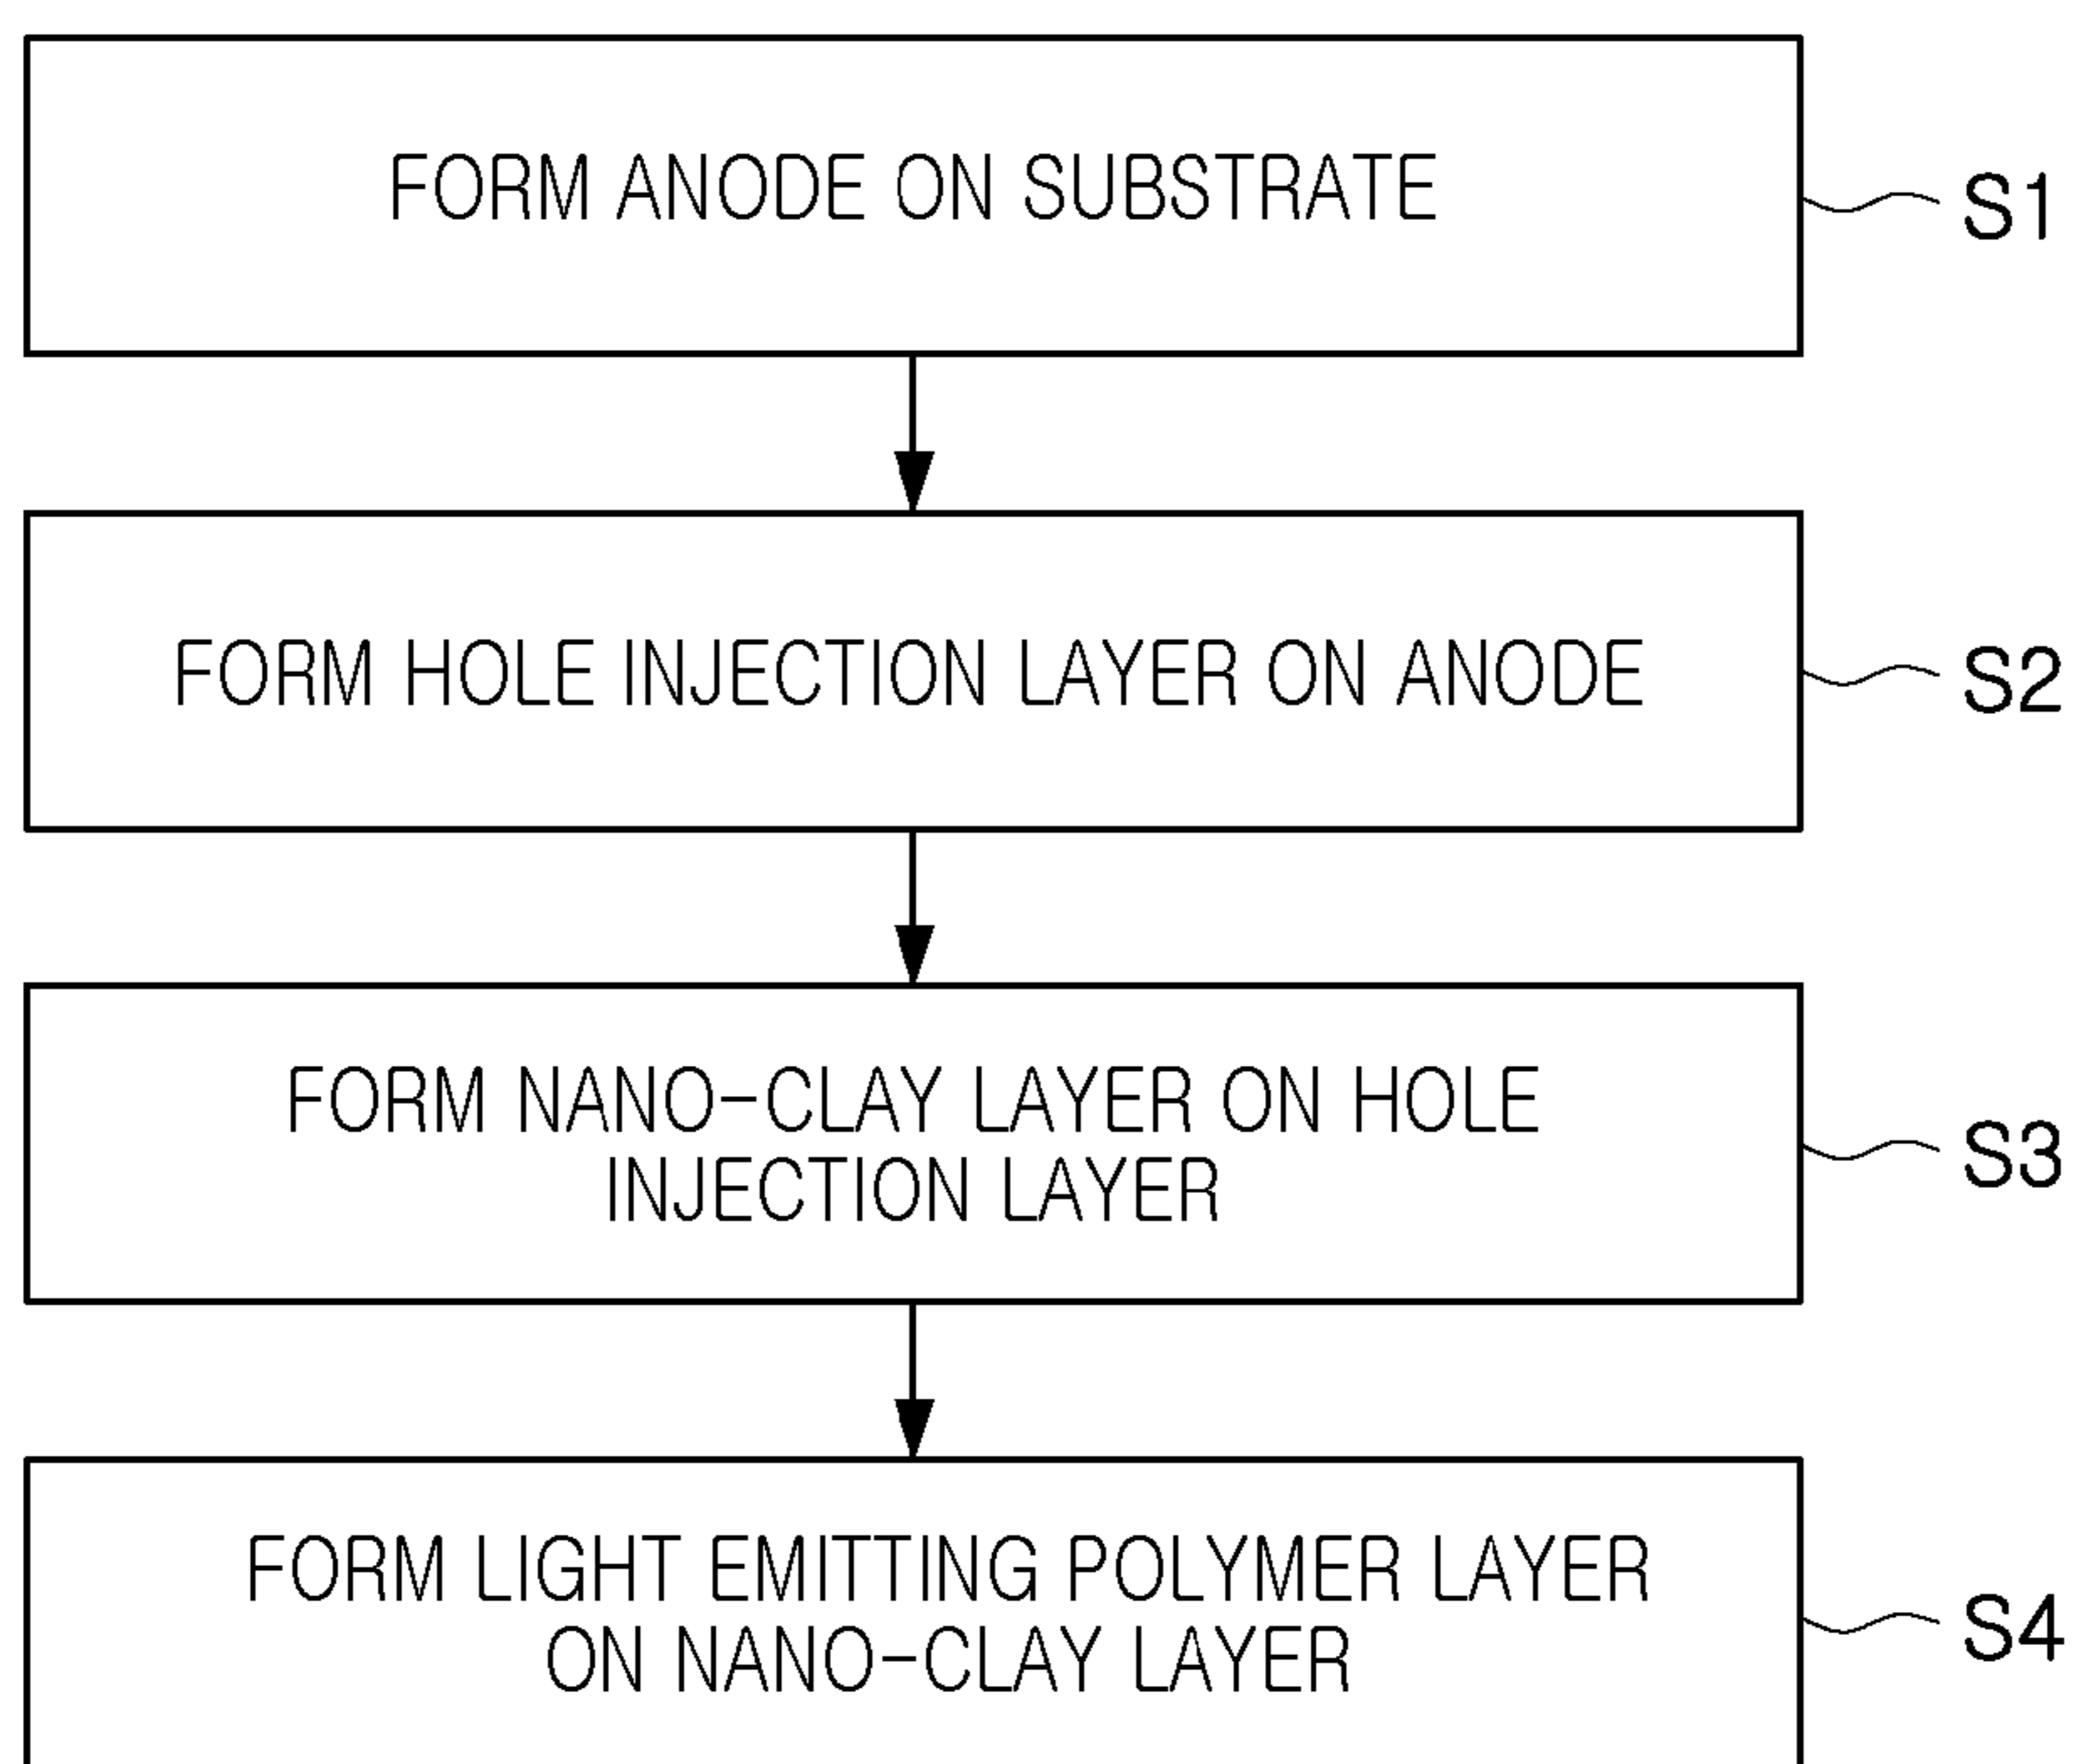 FORM ANODE ON SUBSTRATE
S1
FORM HOLE INJECTION LAYER ON ANODE
S2
FORM NANO-CLAY LAYER ON HOLE
INJECTION LAYER
S3
FORM LIGHT EMITTING POLYMER LAYER
ON NANO-CLAY LAYER
S4